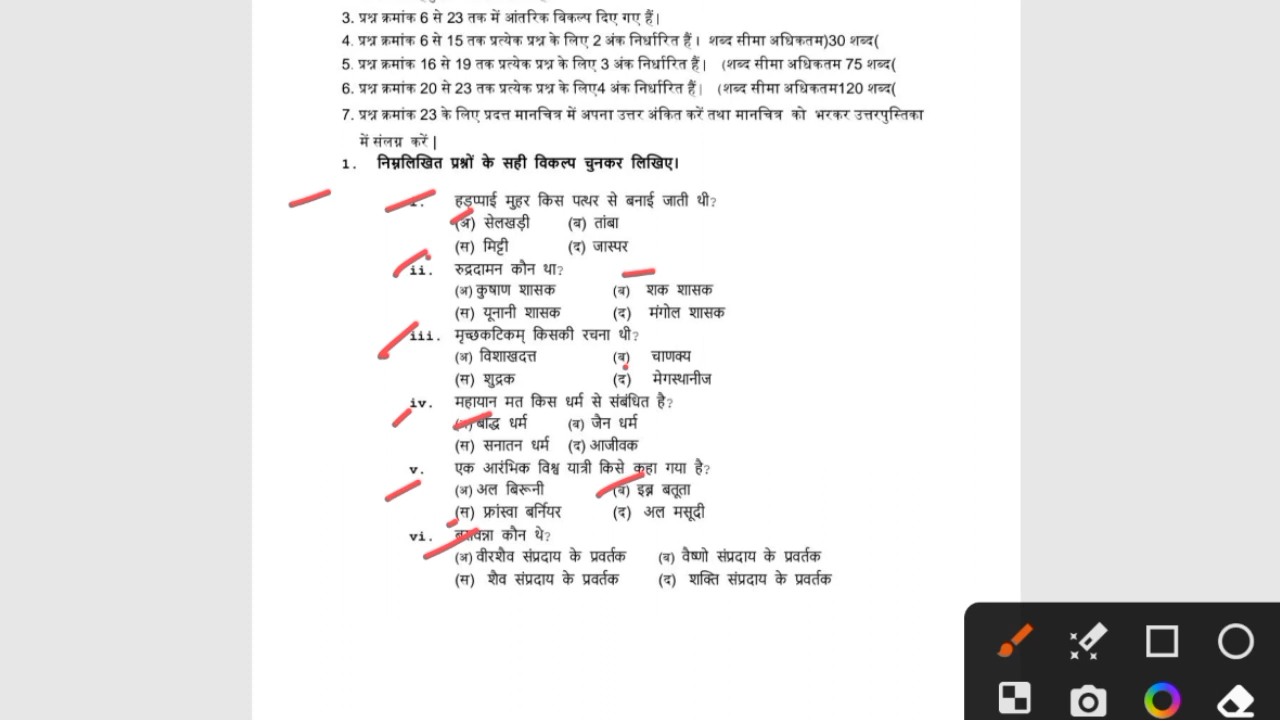 3. प्रश्न क्रमांक 6 से 23 तक में आंतरिक विकल्प दिए गए हैं|
4. प्रश्न क्रमांक 6 से 15 तक प्रत्येक प्रश्न के लिए 2 अंक निर्धारित हैं। शब्द सीमा अधिकतम)30 शब्द(
5. प्रश्न क्रमांक 16 से 19 तक प्रत्येक प्रश्न के लिए 3 अंक निर्धारित हैं| (शब्द सीमा अधिकतम 75 शब्द(
6. प्रश्न क्रमांक 20 से 23 तक प्रत्येक प्रश्न के लिए4 अंक निर्धारित हैं| (शब्द सीमा अधिकतम120 शब्द(
7. प्रश्न क्रमांक 23 के लिए प्रदत्त मानचित्र में अपना उत्तर अंकित करें तथा मानचित्र को भरकर उत्तरपुस्तिका
में संलग्न करें |
1. निम्नलिखित प्रश्नों के सही विकल्प चुनकर लिखिए।
i. हड़प्पाई मुहर किस पत्थर से बनाई जाती थी?
(अ) सेलखड़ी (ब) तांबा
(स) मिट्टी (द) जास्पर
ii. रुद्रदामन कौन था?
(अ) कुषाण शासक (ब) शक शासक
(स) यूनानी शासक (द) मंगोल शासक
iii. मृच्छकटिकम् किसकी रचना थी?
(अ) विशाखदत्त (ब) चाणक्य
(स) शुद्रक (द) मेगस्थानीज
iv. महायान मत किस धर्म से संबंधित है?
(अ) बौद्ध धर्म (ब) जैन धर्म
(स) सनातन धर्म (द) आजीवक
v. एक आरंभिक विश्व यात्री किसे कहा गया है?
(अ) अल बिरूनी (ब) इब्न बतूता
(स) फ्रांस्वा बर्नियर (द) अल मसूदी
vi. बसवन्ना कौन थे?
(अ) वीरशैव संप्रदाय के प्रवर्तक (ब) वैष्णो संप्रदाय के प्रवर्तक
(स) शैव संप्रदाय के प्रवर्तक (द) शक्ति संप्रदाय के प्रवर्तक